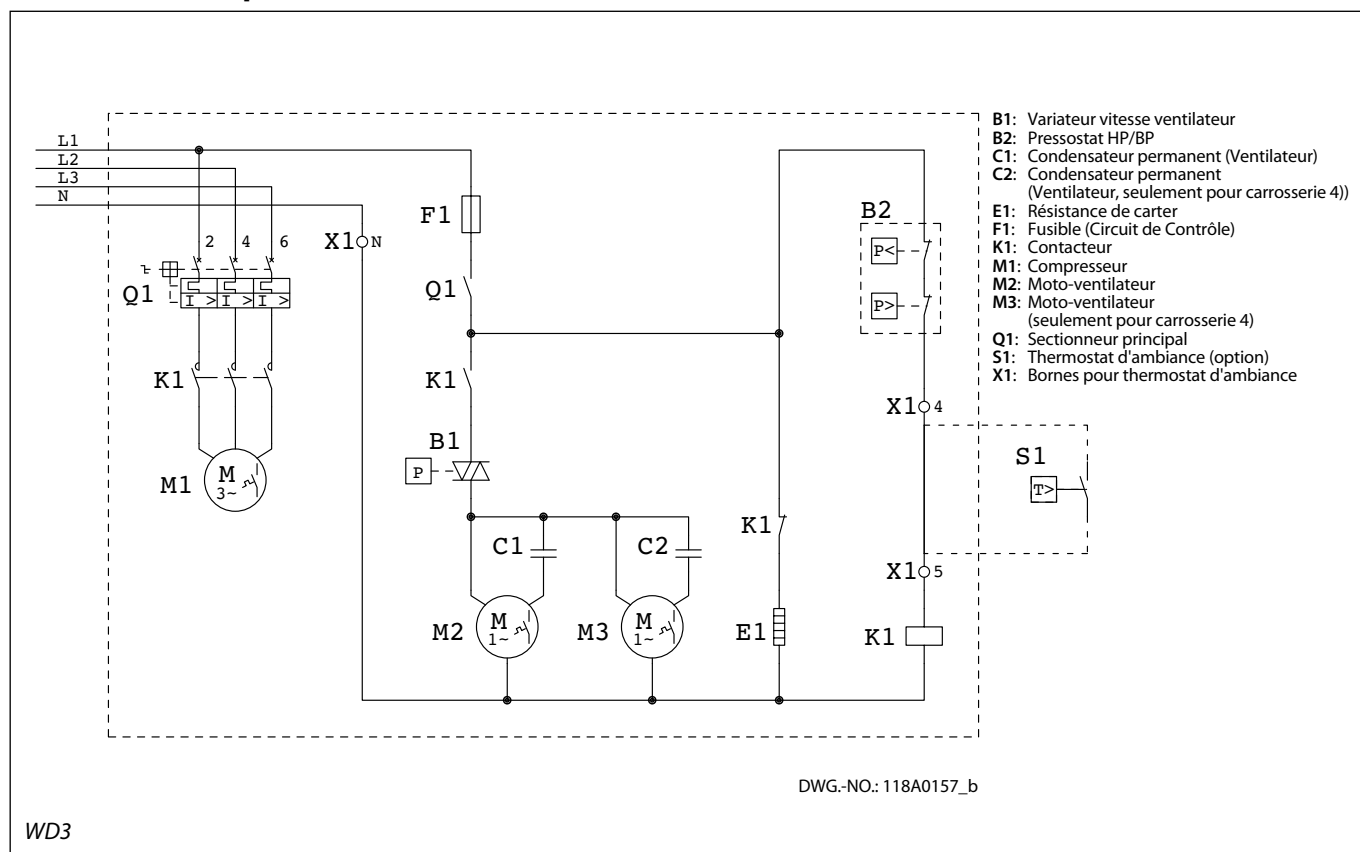 L1
L2
L3
N
2 4 6
Q1
I > I > I >
K1
M1
M
3~
X1 N
F1
Q1
K1
B1
P
C1
C2
M2
M
1~
M3
M
1~
K1
E1
B2
P<
P>
X1 4
S1
T>
X1 5
K1
B1: Variateur vitesse ventilateur
B2: Pressostat HP/BP
C1: Condensateur permanent (Ventilateur)
C2: Condensateur permanent
(Ventilateur, seulement pour carrosserie 4))
E1: Résistance de carter
F1: Fusible (Circuit de Contrôle)
K1: Contacteur
M1: Compresseur
M2: Moto-ventilateur
M3: Moto-ventilateur
(seulement pour carrosserie 4)
Q1: Sectionneur principal
S1: Thermostat d'ambiance (option)
X1: Bornes pour thermostat d'ambiance
DWG.-NO.: 118A0157_b
WD3